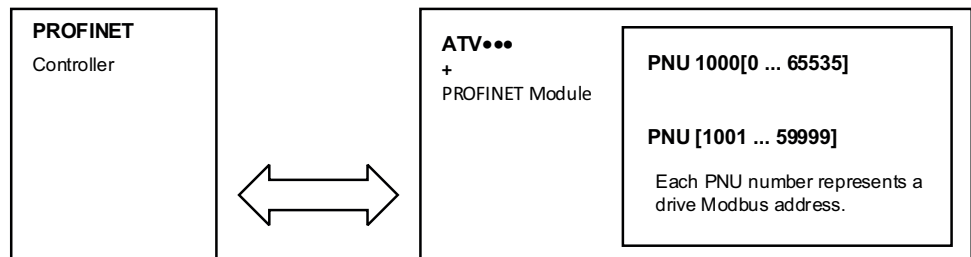 PROFINET
Controller
ATV•••
+
PROFINET Module
PNU 1000[0 ... 65535]
PNU [1001 ... 59999]
Each PNU number represents a
drive Modbus address.